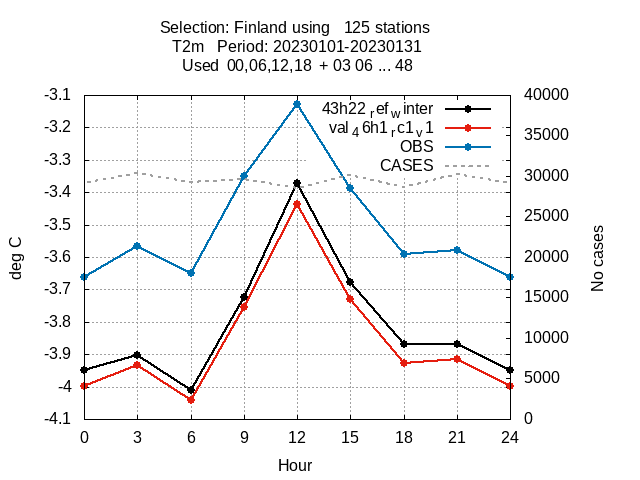 Selection: Finland using   125 stations
T2m   Period: 20230101-20230131
Used  00,06,12,18  + 03 06 ... 48
-3.1
-3.2
-3.3
-3.4
-3.5
-3.6
-3.7
-3.8
-3.9
-4
-4.1
deg C
43h22refwinter
val46h1rc1v1
OBS
CASES
40000
35000
30000
25000
20000
15000
10000
5000
0
No cases
0 3 6 9 12 15 18 21 24
Hour